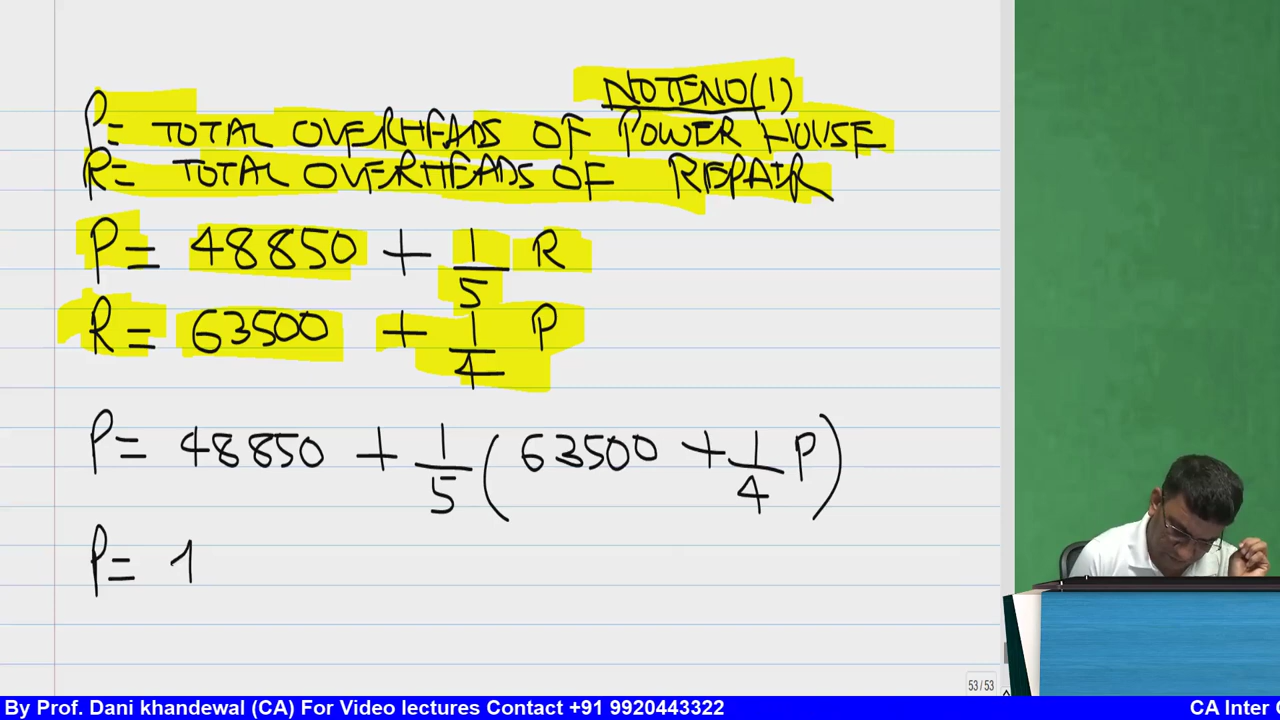 NOTE NO (1)
P = TOTAL OVERHEADS OF POWER HOUSE
R = TOTAL OVERHEADS OF REPAIR
P = 48850 + 1/5 R
R = 63500 + 1/4 P
P = 48850 + 1/5 ( 63500 + 1/4 P )
P = 1
53/53
By Prof. Dani khandewal (CA) For Video lectures Contact +91 9920443322 CA Inter